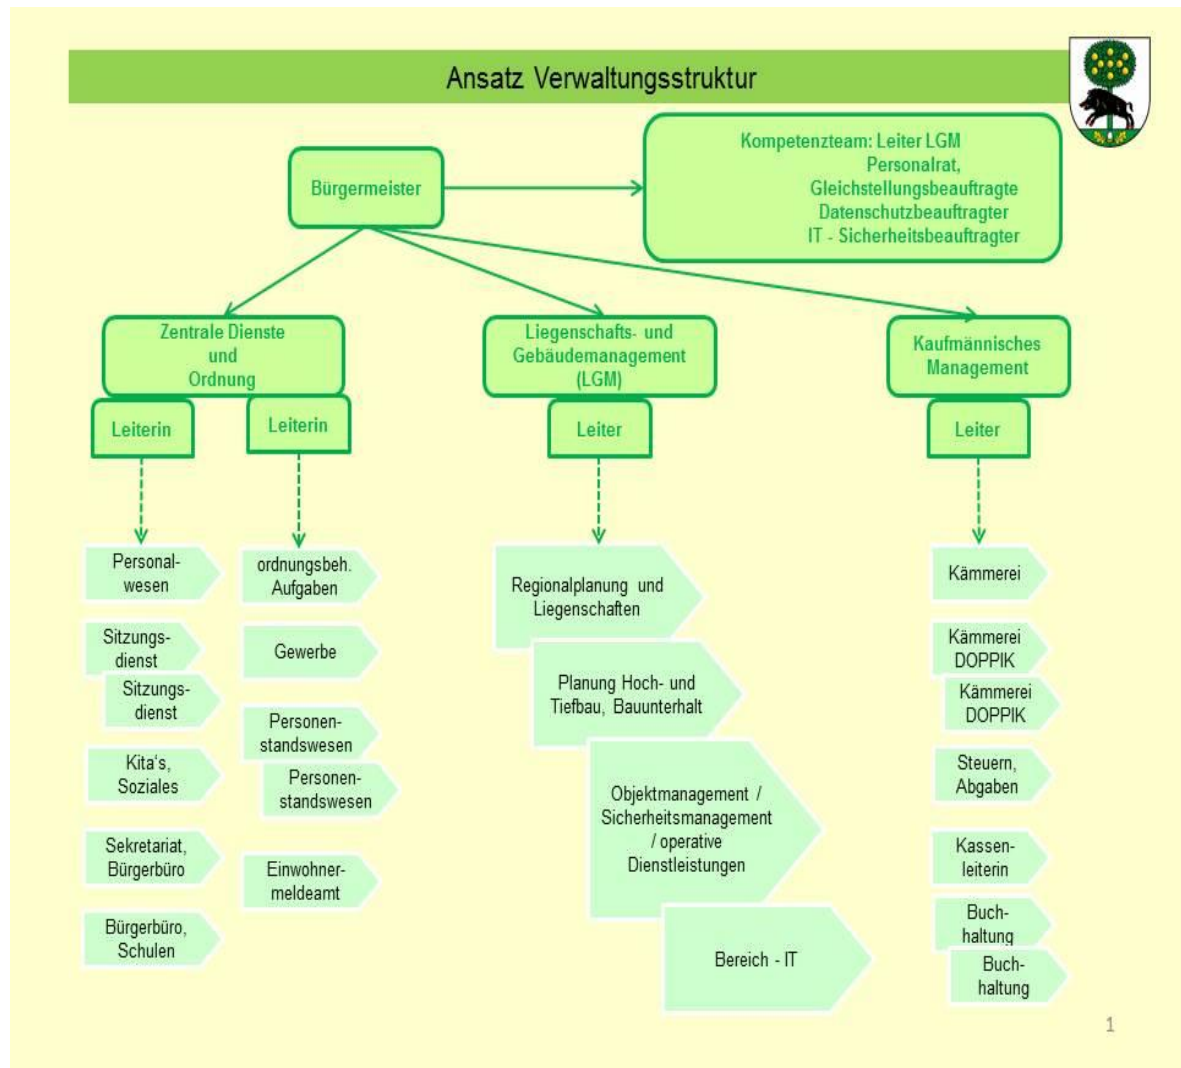 Ansatz Verwaltungsstruktur
Kompetenzteam: Leiter LGM
Personalrat,
Gleichstellungsbeauftragte
Datenschutzbeauftragter
IT - Sicherheitsbeauftragter
Bürgermeister
Zentrale Dienste
und
Ordnung
Leiterin
Leiterin
Liegenschafts- und
Gebäudemanagement
(LGM)
Leiter
Kaufmännisches
Management
Leiter
Personal-
wesen
Sitzungs-
dienst
Sitzungs-
dienst
Kita's,
Soziales
Sekretariat,
Bürgerbüro
Bürgerbüro,
Schulen
ordnungsbeh.
Aufgaben
Gewerbe
Personen-
standswesen
Personen-
standswesen
Einwohner-
meldeamt
Regionalplanung und
Liegenschaften
Planung Hoch- und
Tiefbau, Bauunterhalt
Objektmanagement /
Sicherheitsmanagement
/ operative
Dienstleistungen
Bereich - IT
Kämmerei
Kämmerei
DOPPIK
Kämmerei
DOPPIK
Steuern,
Abgaben
Kassen-
leiterin
Buch-
haltung
Buch-
haltung
1